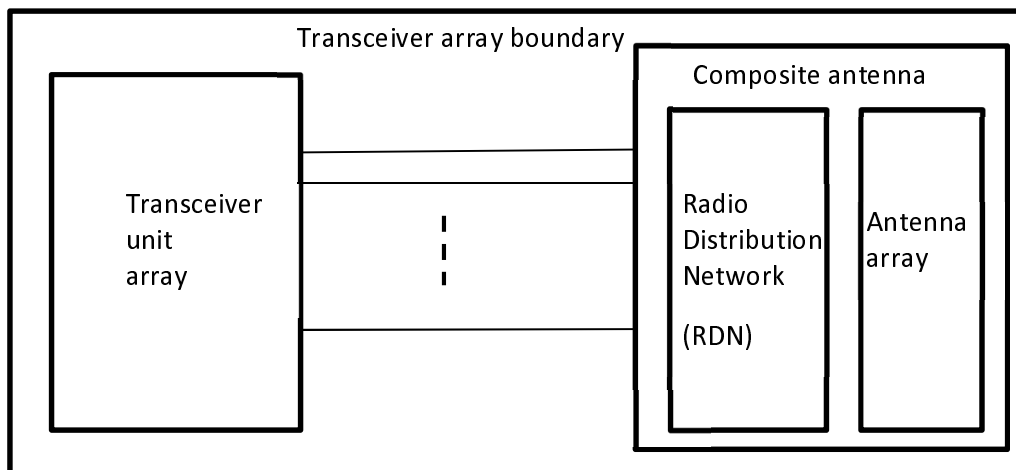 Transceiver array boundary
Composite antenna
Transceiver
unit
array
Radio
Distribution
Network
(RDN)
Antenna
array